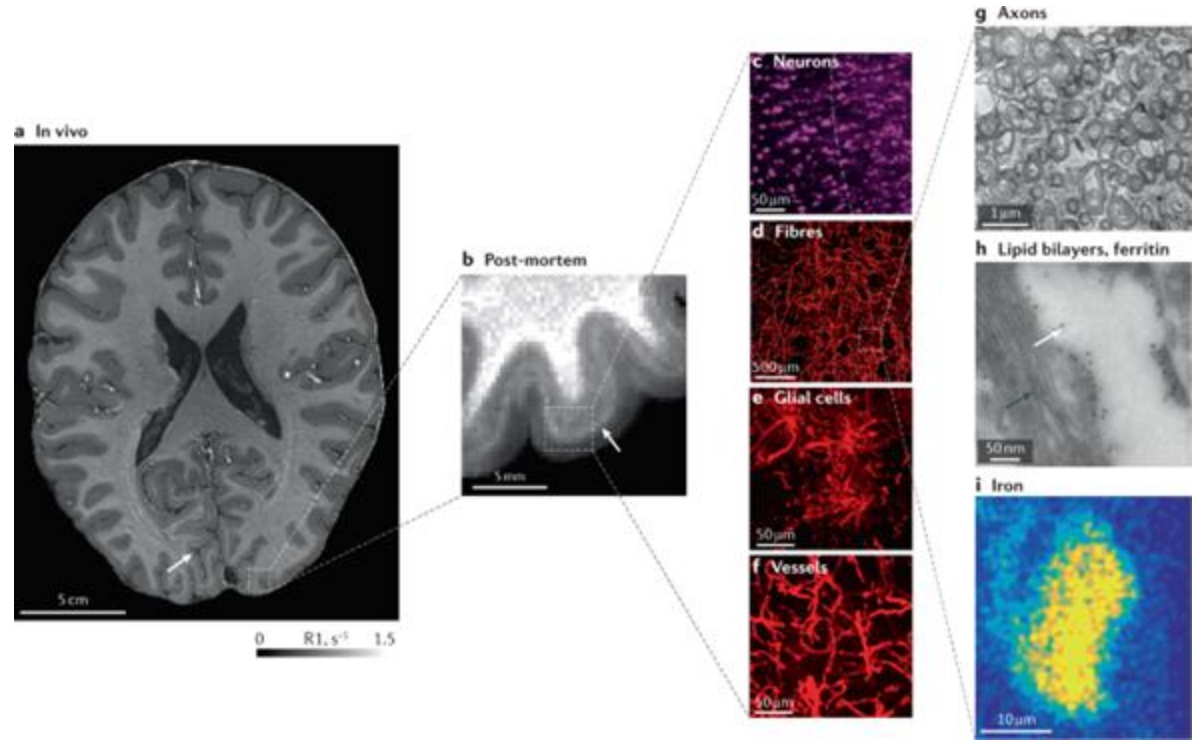 a In vivo
5 cm
0 R1, s⁻¹ 1.5
b Post-mortem
5 mm
c Neurons
50 μm
d Fibres
500 μm
e Glial cells
50 μm
f Vessels
50 μm
g Axons
1 μm
h Lipid bilayers, ferritin
50 nm
i Iron
10 μm